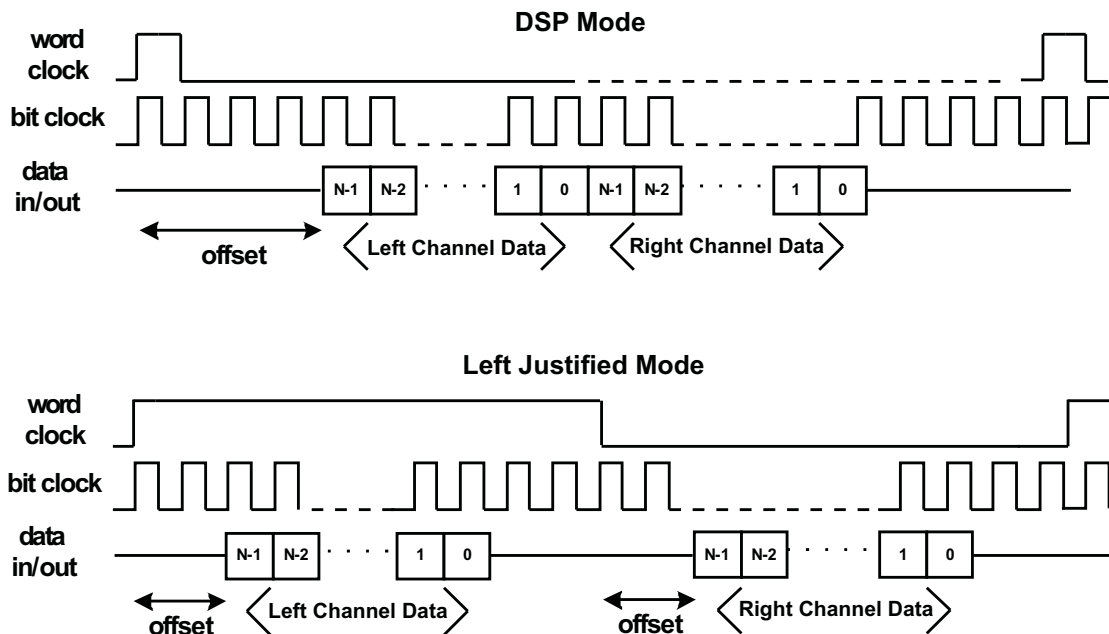 DSP Mode
word
clock
bit clock
data
in/out
N-1 N-2 1 0 N-1 N-2 1 0
offset
Left Channel Data
Right Channel Data
Left Justified Mode
word
clock
bit clock
data
in/out
N-1 N-2 1 0 N-1 N-2 1 0
offset
Left Channel Data
offset
Right Channel Data